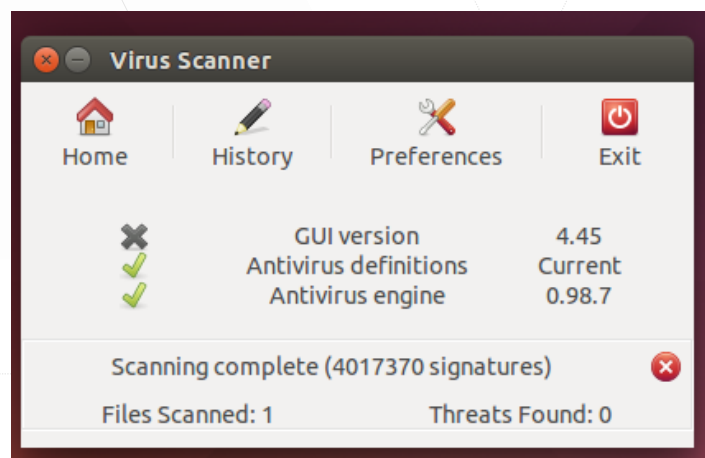 Virus Scanner
Home History Preferences Exit
GUI version 4.45
Antivirus definitions Current
Antivirus engine 0.98.7
Scanning complete (4017370 signatures)
Files Scanned: 1 Threats Found: 0